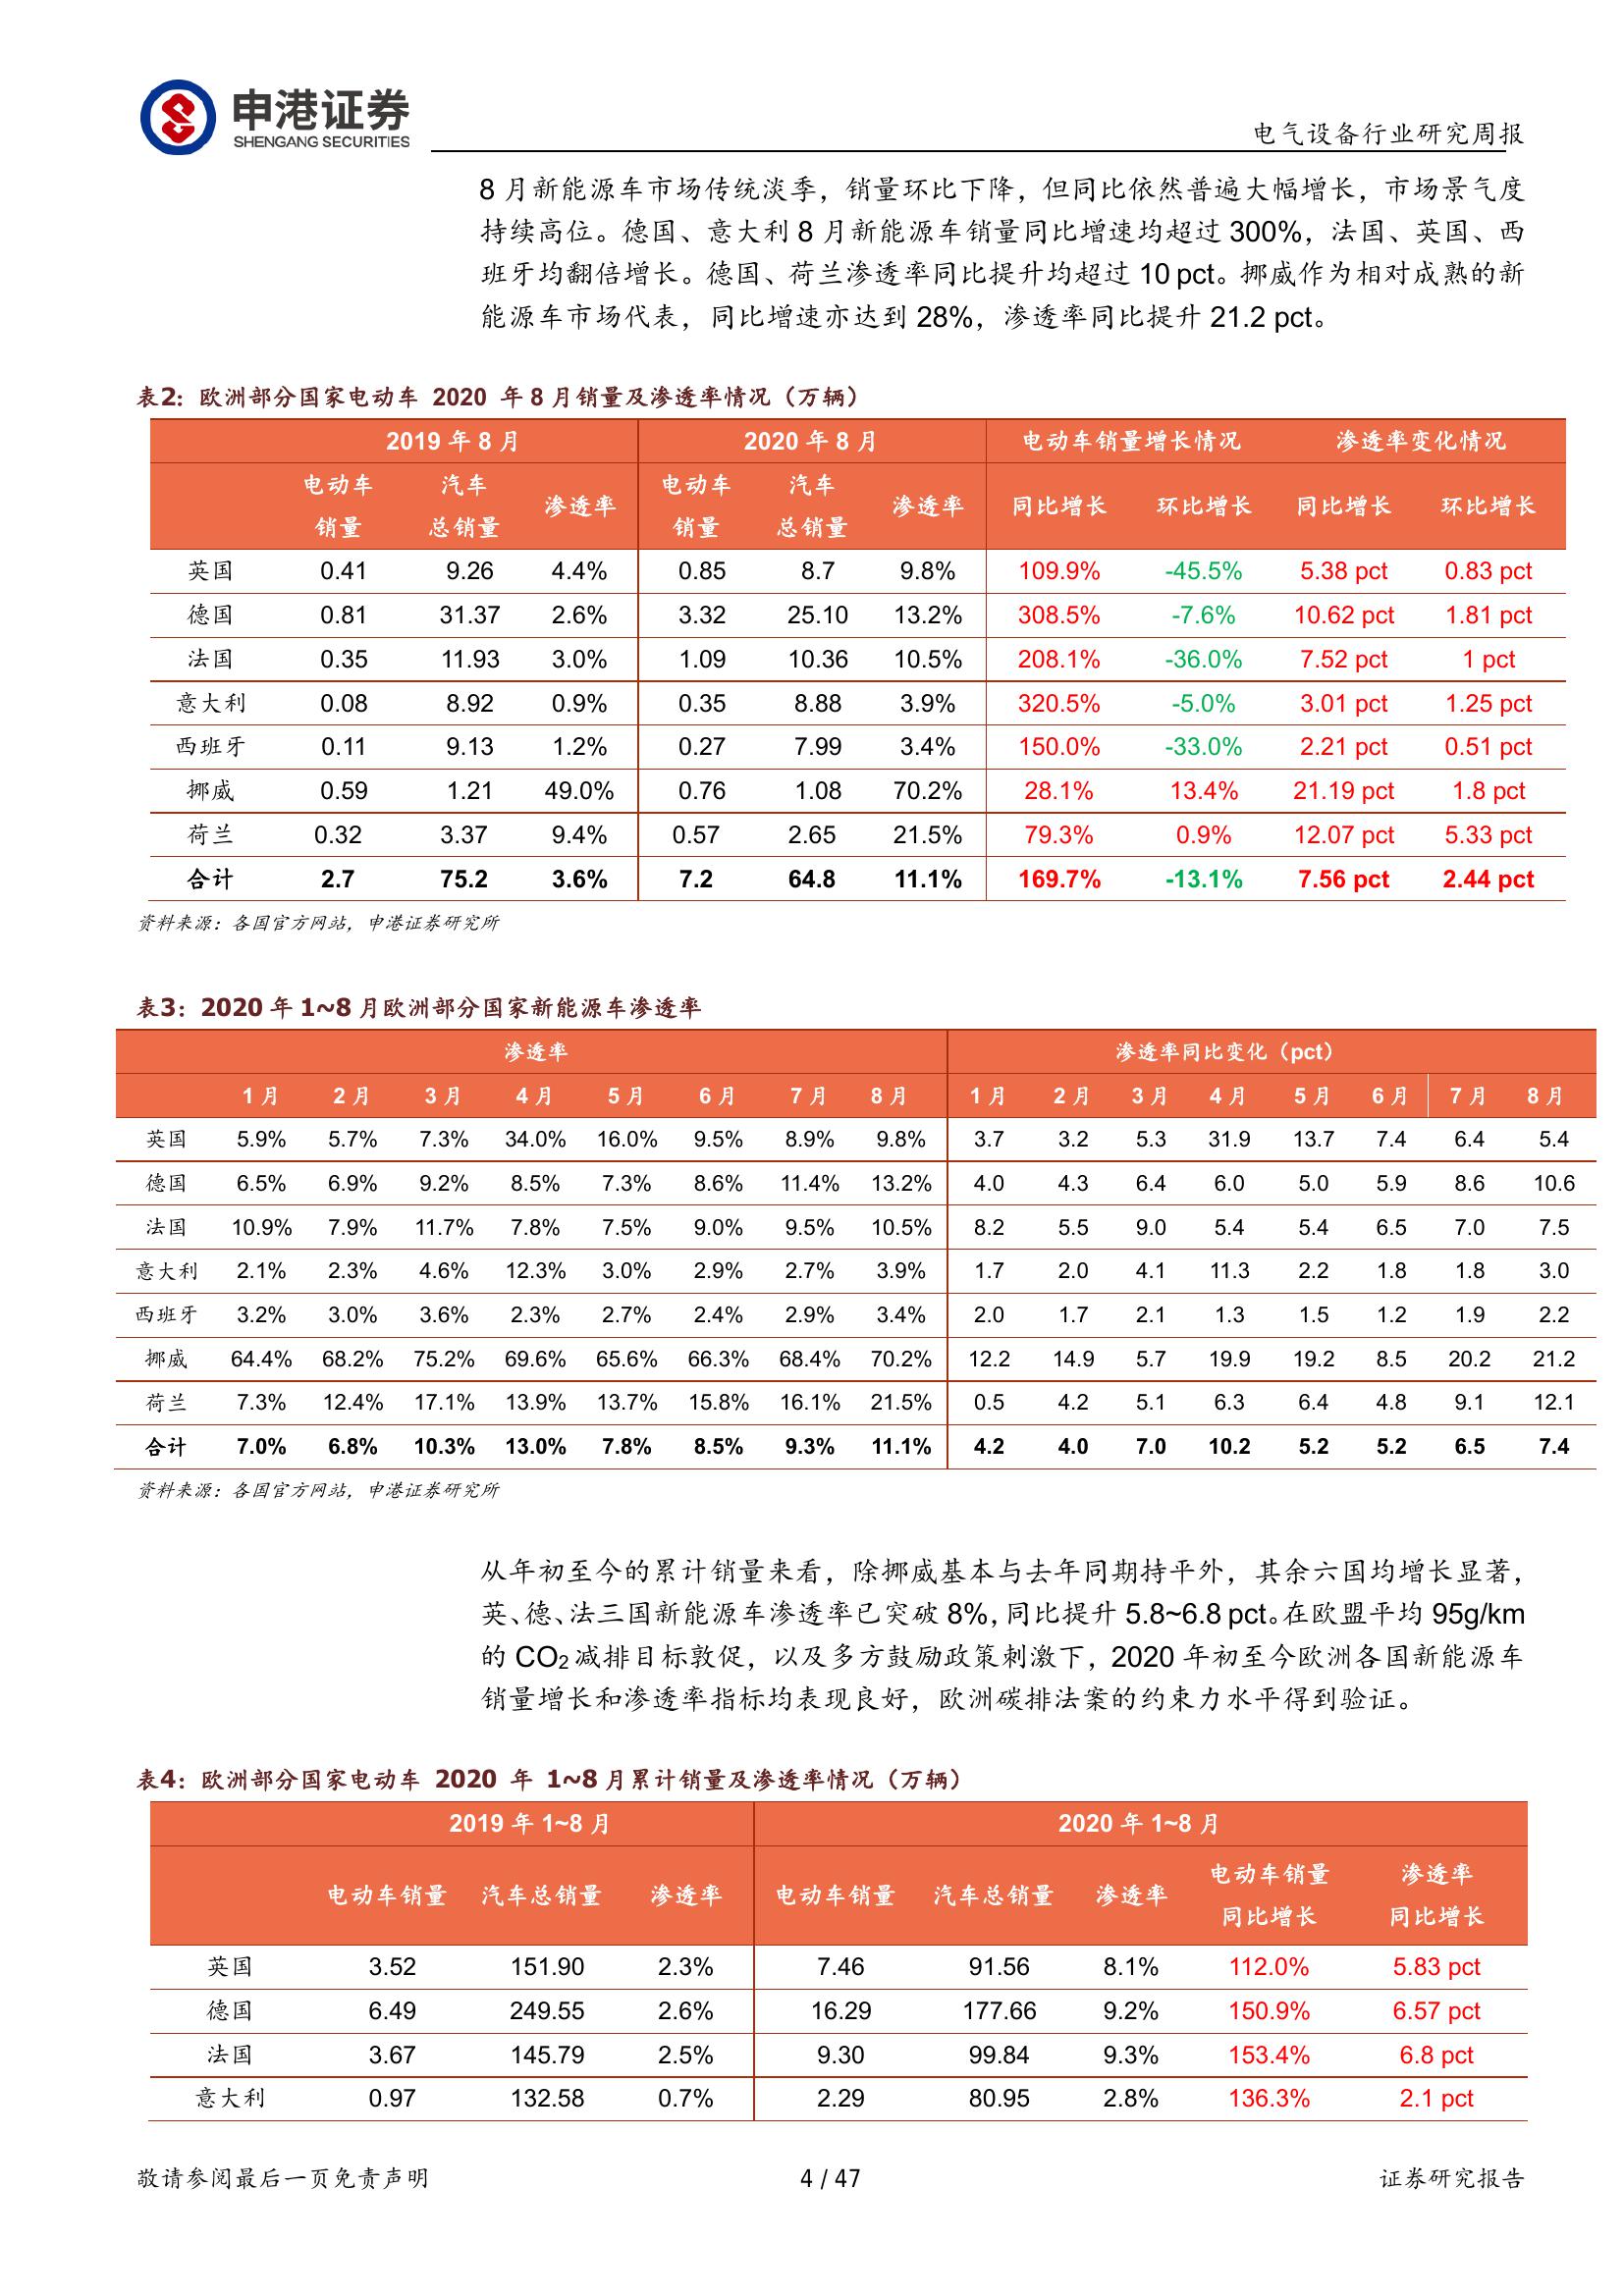 申港证券
SHENGANG SECURITIES
电气设备行业研究周报
8 月新能源车市场传统淡季，销量环比下降，但同比依然普遍大幅增长，市场景气度
持续高位。德国、意大利 8 月新能源车销量同比增速均超过 300%，法国、英国、西
班牙均翻倍增长。德国、荷兰渗透率同比提升均超过 10 pct。挪威作为相对成熟的新
能源车市场代表，同比增速亦达到 28%，渗透率同比提升 21.2 pct。
表2：欧洲部分国家电动车 2020 年 8 月销量及渗透率情况（万辆）
2019 年 8 月 2020 年 8 月 电动车销量增长情况 渗透率变化情况
电动车 汽车 电动车 汽车
渗透率 渗透率 同比增长 环比增长 同比增长 环比增长
销量 总销量 销量 总销量
英国 0.41 9.26 4.4% 0.85 8.7 9.8% 109.9% -45.5% 5.38 pct 0.83 pct
德国 0.81 31.37 2.6% 3.32 25.10 13.2% 308.5% -7.6% 10.62 pct 1.81 pct
法国 0.35 11.93 3.0% 1.09 10.36 10.5% 208.1% -36.0% 7.52 pct 1 pct
意大利 0.08 8.92 0.9% 0.35 8.88 3.9% 320.5% -5.0% 3.01 pct 1.25 pct
西班牙 0.11 9.13 1.2% 0.27 7.99 3.4% 150.0% -33.0% 2.21 pct 0.51 pct
挪威 0.59 1.21 49.0% 0.76 1.08 70.2% 28.1% 13.4% 21.19 pct 1.8 pct
荷兰 0.32 3.37 9.4% 0.57 2.65 21.5% 79.3% 0.9% 12.07 pct 5.33 pct
合计 2.7 75.2 3.6% 7.2 64.8 11.1% 169.7% -13.1% 7.56 pct 2.44 pct
资料来源：各国官方网站，申港证券研究所
表3：2020 年 1~8 月欧洲部分国家新能源车渗透率
渗透率 渗透率同比变化（pct）
1 月 2 月 3 月 4 月 5 月 6 月 7 月 8 月 1 月 2 月 3 月 4 月 5 月 6 月 7 月 8 月
英国 5.9% 5.7% 7.3% 34.0% 16.0% 9.5% 8.9% 9.8% 3.7 3.2 5.3 31.9 13.7 7.4 6.4 5.4
德国 6.5% 6.9% 9.2% 8.5% 7.3% 8.6% 11.4% 13.2% 4.0 4.3 6.4 6.0 5.0 5.9 8.6 10.6
法国 10.9% 7.9% 11.7% 7.8% 7.5% 9.0% 9.5% 10.5% 8.2 5.5 9.0 5.4 5.4 6.5 7.0 7.5
意大利 2.1% 2.3% 4.6% 12.3% 3.0% 2.9% 2.7% 3.9% 1.7 2.0 4.1 11.3 2.2 1.8 1.8 3.0
西班牙 3.2% 3.0% 3.6% 2.3% 2.7% 2.4% 2.9% 3.4% 2.0 1.7 2.1 1.3 1.5 1.2 1.9 2.2
挪威 64.4% 68.2% 75.2% 69.6% 65.6% 66.3% 68.4% 70.2% 12.2 14.9 5.7 19.9 19.2 8.5 20.2 21.2
荷兰 7.3% 12.4% 17.1% 13.9% 13.7% 15.8% 16.1% 21.5% 0.5 4.2 5.1 6.3 6.4 4.8 9.1 12.1
合计 7.0% 6.8% 10.3% 13.0% 7.8% 8.5% 9.3% 11.1% 4.2 4.0 7.0 10.2 5.2 5.2 6.5 7.4
资料来源：各国官方网站，申港证券研究所
从年初至今的累计销量来看，除挪威基本与去年同期持平外，其余六国均增长显著，
英、德、法三国新能源车渗透率已突破 8%，同比提升 5.8~6.8 pct。在欧盟平均 95g/km
的 CO₂ 减排目标敦促，以及多方鼓励政策刺激下，2020 年初至今欧洲各国新能源车
销量增长和渗透率指标均表现良好，欧洲碳排法案的约束力水平得到验证。
表4：欧洲部分国家电动车 2020 年 1~8 月累计销量及渗透率情况（万辆）
2019 年 1~8 月 2020 年 1~8 月
电动车销量 渗透率
电动车销量 汽车总销量 渗透率 电动车销量 汽车总销量 渗透率
同比增长 同比增长
英国 3.52 151.90 2.3% 7.46 91.56 8.1% 112.0% 5.83 pct
德国 6.49 249.55 2.6% 16.29 177.66 9.2% 150.9% 6.57 pct
法国 3.67 145.79 2.5% 9.30 99.84 9.3% 153.4% 6.8 pct
意大利 0.97 132.58 0.7% 2.29 80.95 2.8% 136.3% 2.1 pct
敬请参阅最后一页免责声明 4 / 47 证券研究报告